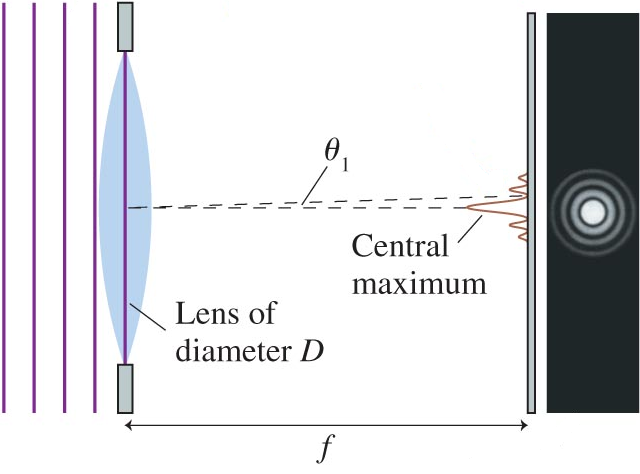 θ₁
Central
maximum
Lens of
diameter D
f